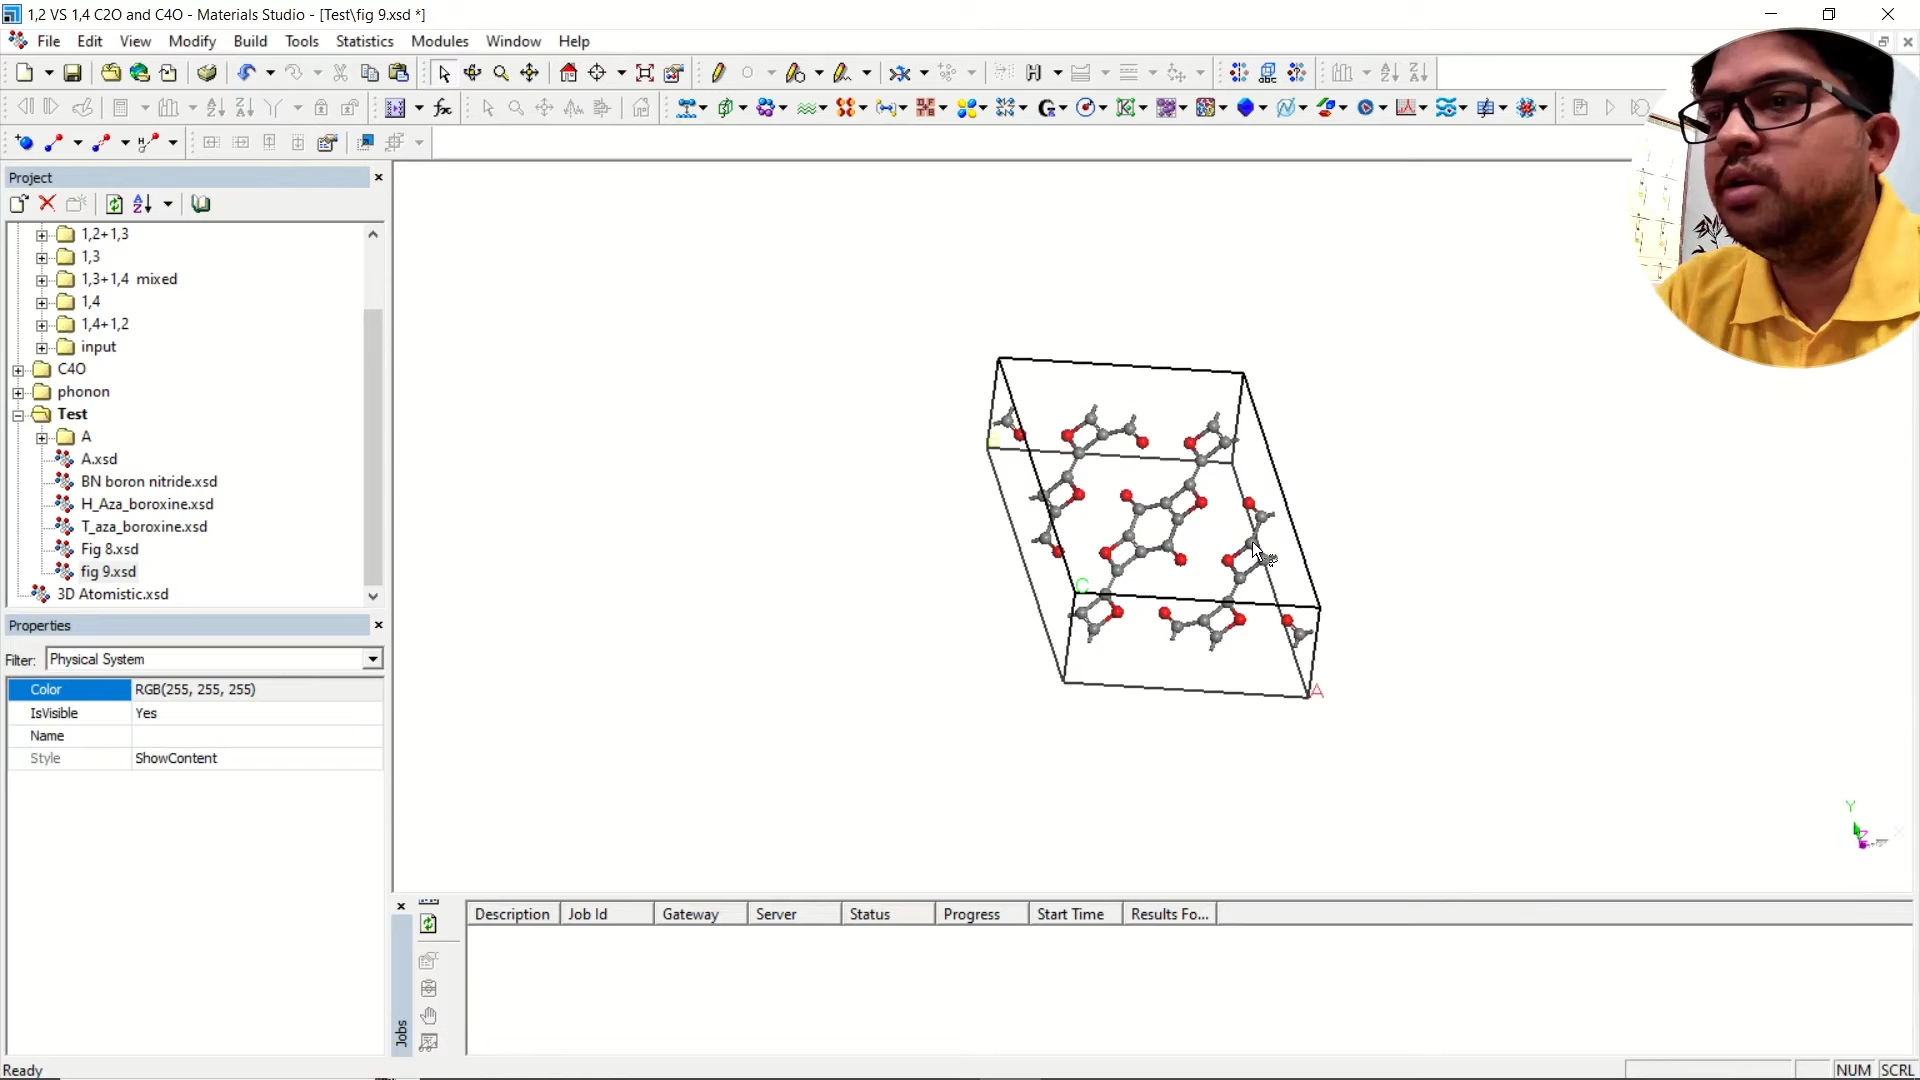 1,2 VS 1,4 C2O and C4O - Materials Studio - [Test\fig 9.xsd *]
File Edit View Modify Build Tools Statistics Modules Window Help
Project
1,2+1,3
1,3
1,3+1,4 mixed
1,4
1,4+1,2
input
C4O
phonon
Test
A
A.xsd
BN boron nitride.xsd
H_Aza_boroxine.xsd
T_aza_boroxine.xsd
Fig 8.xsd
fig 9.xsd
3D Atomistic.xsd
Properties
Filter: Physical System
Color RGB(255, 255, 255)
IsVisible Yes
Name
Style ShowContent
C
A
Y
Jobs
Description Job Id Gateway Server Status Progress Start Time Results Fo...
Ready
NUM SCRL